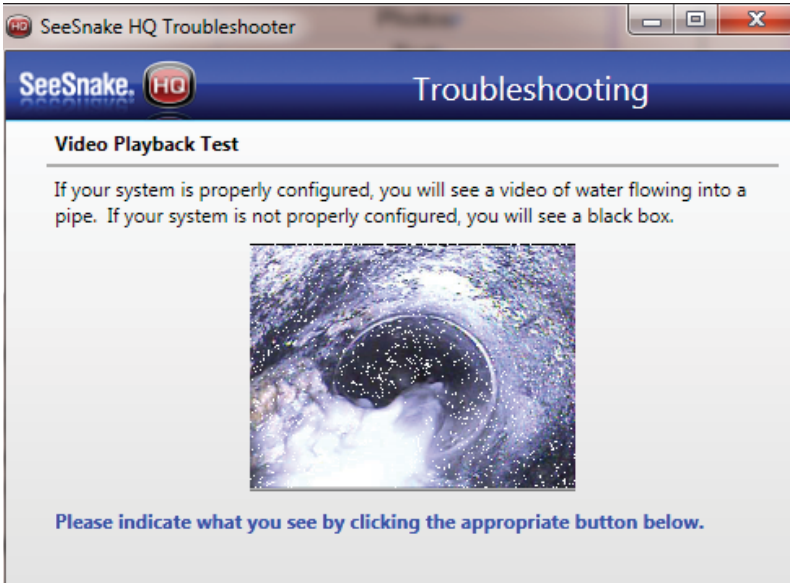 HQ SeeSnake HQ Troubleshooter
SeeSnake. HQ Troubleshooting
Video Playback Test
If your system is properly configured, you will see a video of water flowing into a
pipe. If your system is not properly configured, you will see a black box.
Please indicate what you see by clicking the appropriate button below.